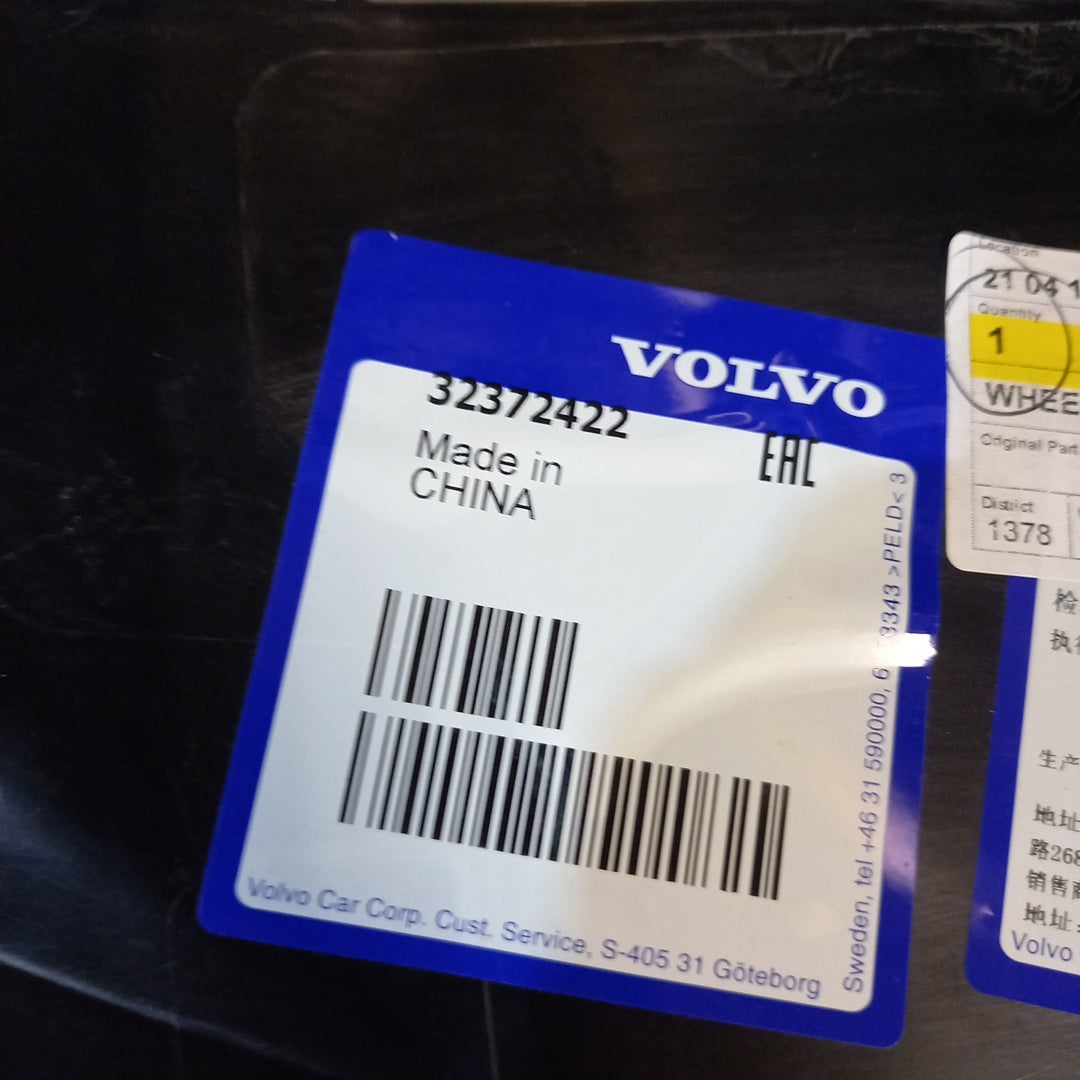 VOLVO
32372422
EAC
Made in
CHINA
Volvo Car Corp. Cust. Service, S-405 31 Göteborg
Sweden, tel +46 31 590000, >PELD< 3
Location
21 04 1
Quantity
1
WHEE
Original Part
District
1378
检
执行
生产
地址
路268
销售商
地址:
Volvo